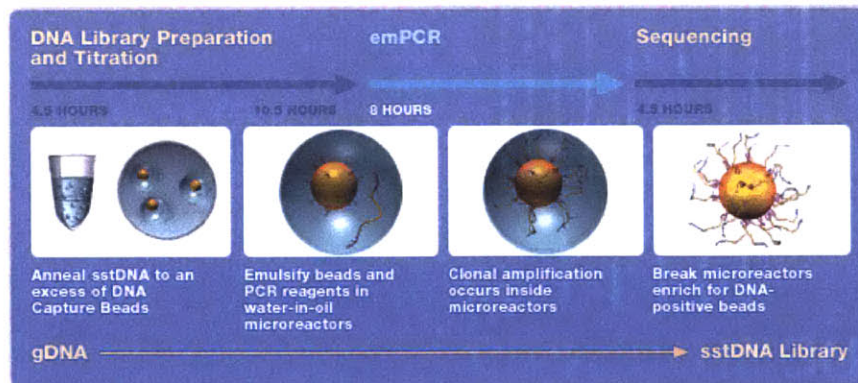 DNA Library Preparation
and Titration
emPCR
Sequencing
4.5 HOURS
10.5 HOURS
8 HOURS
HOURS
Anneal sstDNA to an
excess of DNA
Capture Beads
Emulsify beads and
PCR reagents in
water-in-oil
microreactors
Clonal amplification
occurs inside
microreactors
Break microreactors
enrich for DNA-
positive beads
gDNA
sstDNA Library